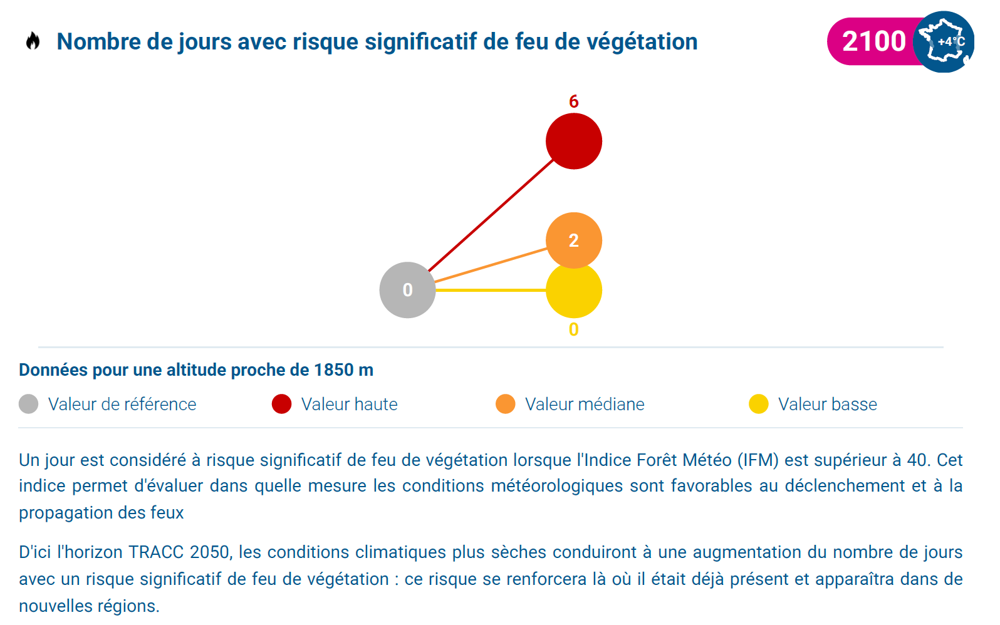 Nombre de jours avec risque significatif de feu de végétation
2100
+4°C
6
2
0
0
Données pour une altitude proche de 1850 m
Valeur de référence
Valeur haute
Valeur médiane
Valeur basse
Un jour est considéré à risque significatif de feu de végétation lorsque l'Indice Forêt Météo (IFM) est supérieur à 40. Cet
indice permet d'évaluer dans quelle mesure les conditions météorologiques sont favorables au déclenchement et à la
propagation des feux
D'ici l'horizon TRACC 2050, les conditions climatiques plus sèches conduiront à une augmentation du nombre de jours
avec un risque significatif de feu de végétation : ce risque se renforcera là où il était déjà présent et apparaîtra dans de
nouvelles régions.